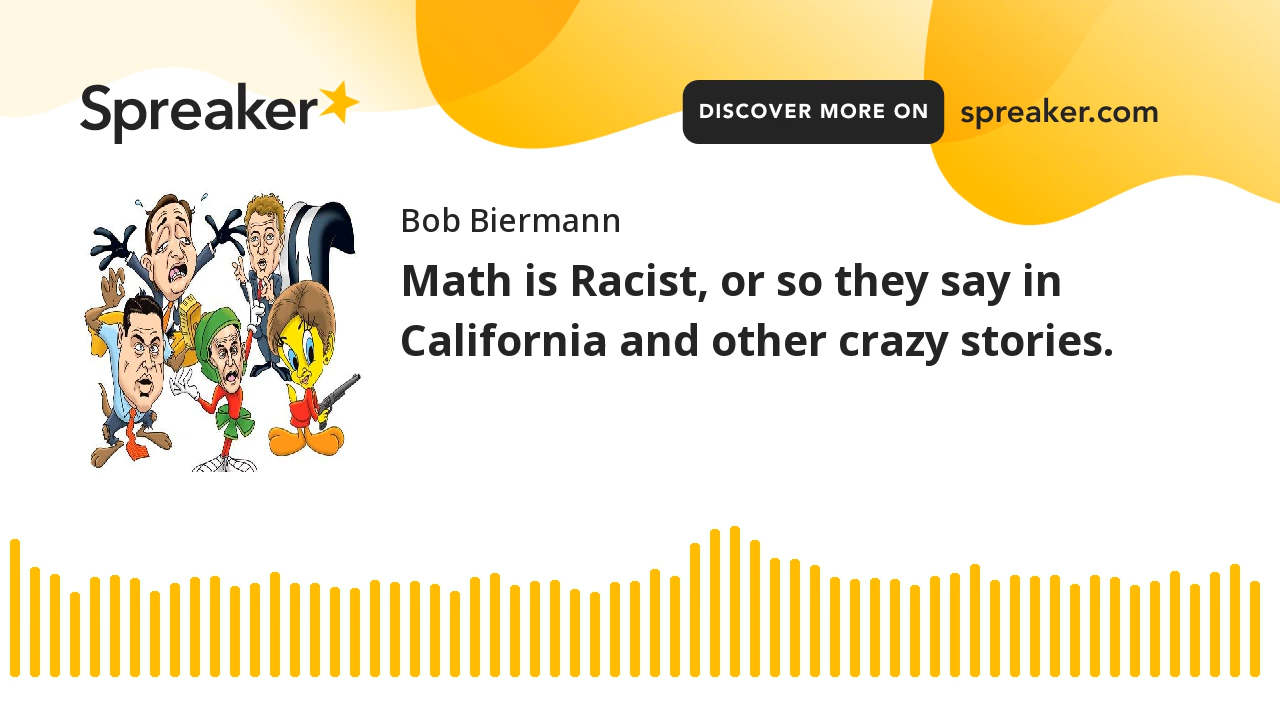 Spreaker
DISCOVER MORE ON
spreaker.com
Bob Biermann
Math is Racist, or so they say in
California and other crazy stories.